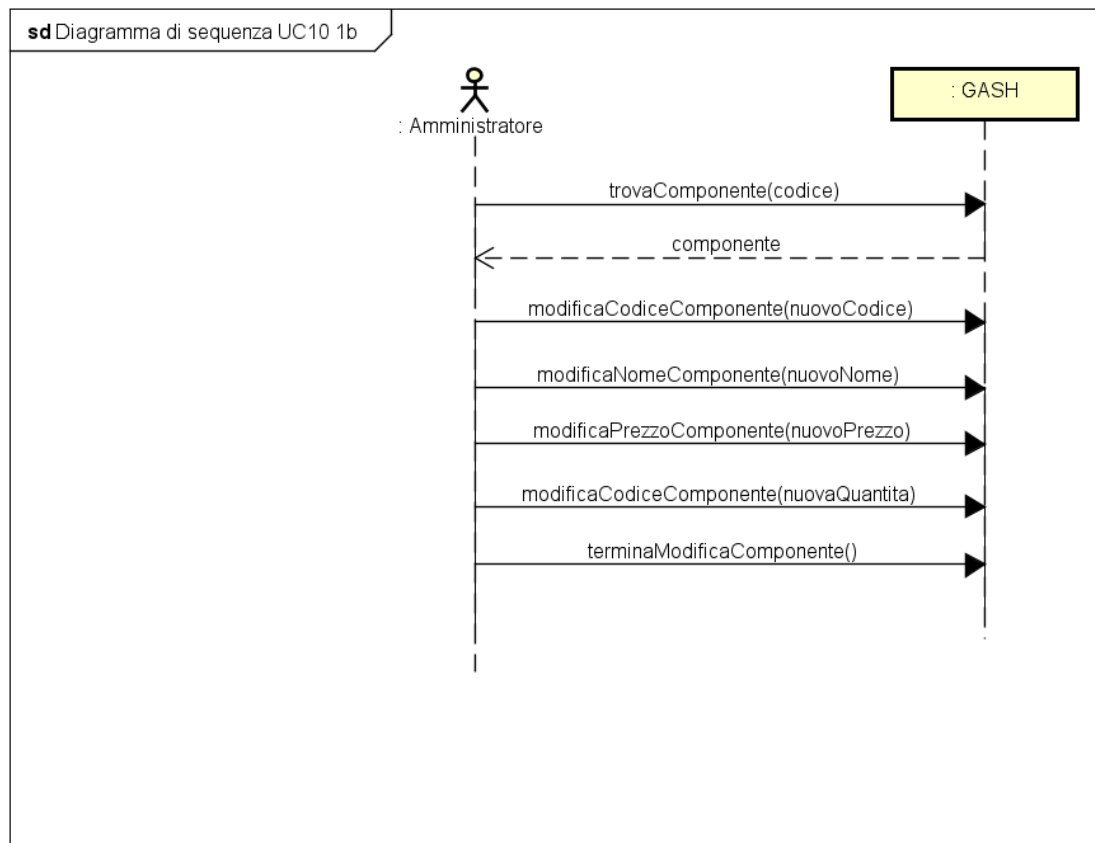 sd Diagramma di sequenza UC10 1b
: Amministratore
: GASH
trovaComponente(codice)
componente
modificaCodiceComponente(nuovoCodice)
modificaNomeComponente(nuovoNome)
modificaPrezzoComponente(nuovoPrezzo)
modificaCodiceComponente(nuovaQuantita)
terminaModificaComponente()